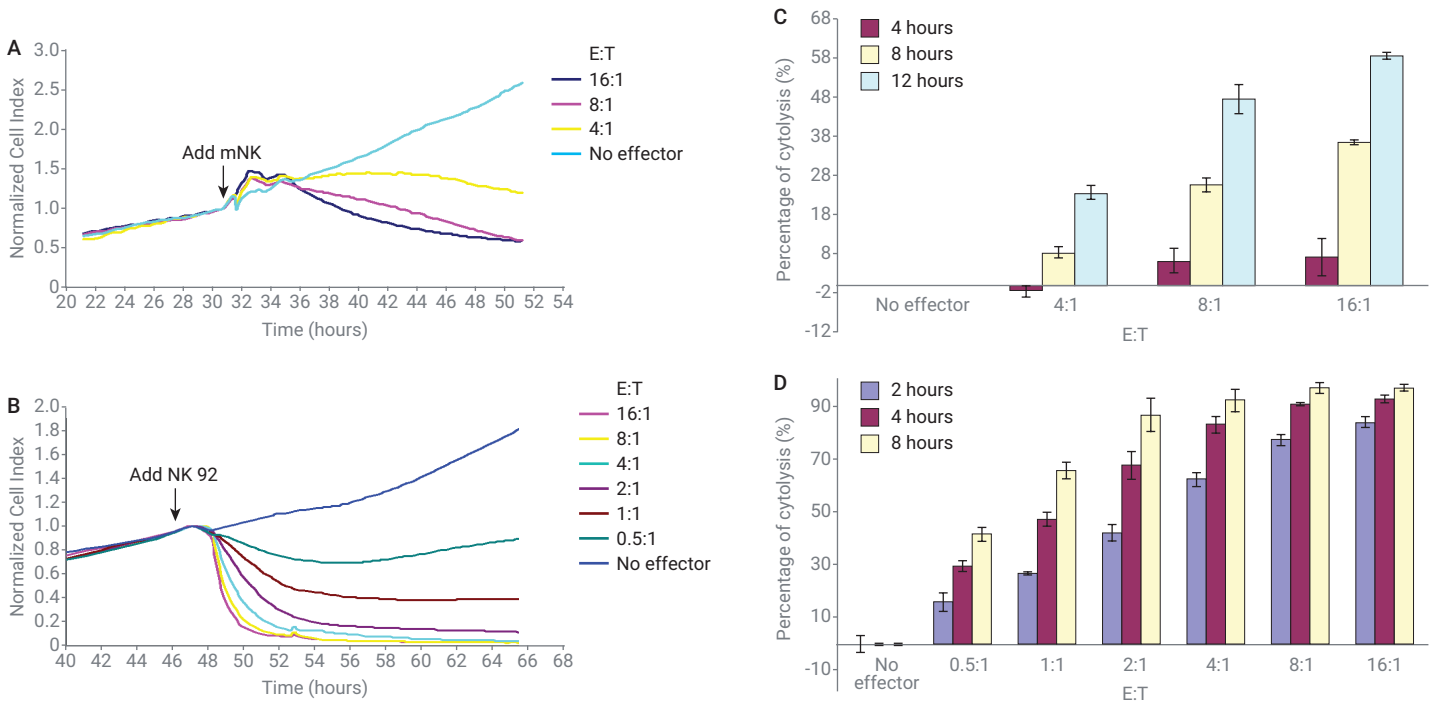 A
Normalized Cell Index
3.0
2.5
2.0
1.5
1.0
0.5
0
20 22 24 26 28 30 32 34 36 38 40 42 44 46 48 50 52 54
Time (hours)
Add mNK
E:T
16:1
8:1
4:1
No effector
B
Normalized Cell Index
2.0
1.8
1.6
1.4
1.2
1.0
0.8
0.6
0.4
0.2
0
40 42 44 46 48 50 52 54 56 58 60 62 64 66 68
Time (hours)
Add NK 92
E:T
16:1
8:1
4:1
2:1
1:1
0.5:1
No effector
C
Percentage of cytolysis (%)
68
58
48
38
28
18
8
-2
-12
4 hours
8 hours
12 hours
No effector 4:1 8:1 16:1
E:T
D
Percentage of cytolysis (%)
90
70
50
30
10
-10
2 hours
4 hours
8 hours
No effector 0.5:1 1:1 2:1 4:1 8:1 16:1
E:T